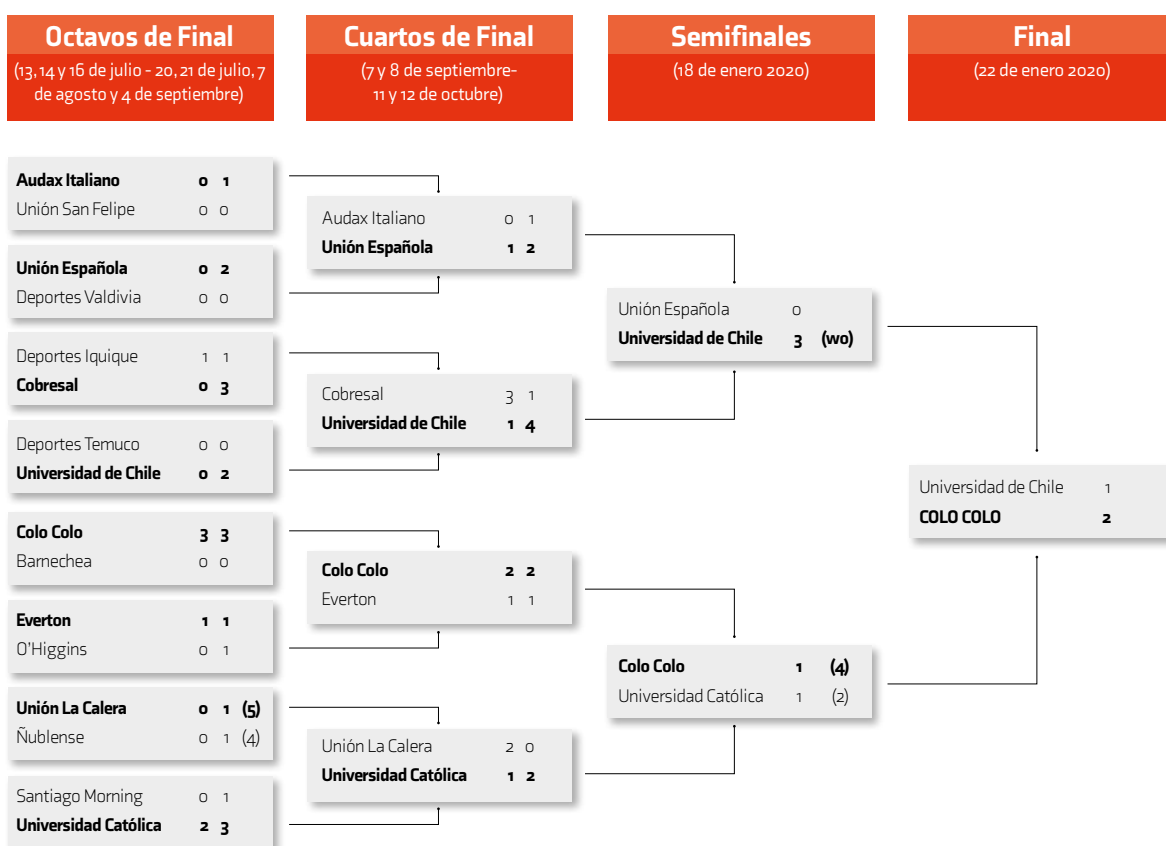 Octavos de Final
(13, 14 y 16 de julio - 20, 21 de julio, 7
de agosto y 4 de septiembre)
Cuartos de Final
(7 y 8 de septiembre-
11 y 12 de octubre)
Semifinales
(18 de enero 2020)
Final
(22 de enero 2020)
Audax Italiano 0 1
Unión San Felipe 0 0
Unión Española 0 2
Deportes Valdivia 0 0
Deportes Iquique 1 1
Cobresal 0 3
Deportes Temuco 0 0
Universidad de Chile 0 2
Colo Colo 3 3
Barnechea 0 0
Everton 1 1
O'Higgins 0 1
Unión La Calera 0 1 (5)
Ñublense 0 1 (4)
Santiago Morning 0 1
Universidad Católica 2 3
Audax Italiano 0 1
Unión Española 1 2
Cobresal 3 1
Universidad de Chile 1 4
Colo Colo 2 2
Everton 1 1
Unión La Calera 2 0
Universidad Católica 1 2
Unión Española 0
Universidad de Chile 3 (wo)
Colo Colo 1 (4)
Universidad Católica 1 (2)
Universidad de Chile 1
COLO COLO 2